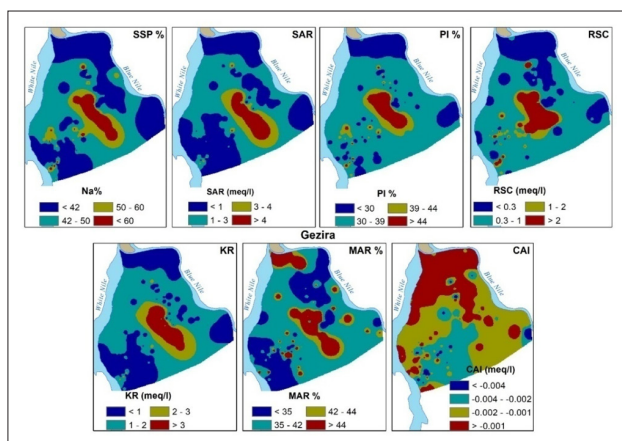 SSP %
White Nile
Blue Nile
Na%
< 42
50 - 60
42 - 50
< 60
SAR
White Nile
Blue Nile
SAR (meq/l)
< 1
3 - 4
1 - 3
> 4
PI %
White Nile
Blue Nile
PI %
< 30
39 - 44
30 - 39
> 44
RSC
White Nile
Blue Nile
RSC (meq/l)
< 0.3
1 - 2
0.3 - 1
> 2
Gezira
KR
White Nile
Blue Nile
KR (meq/l)
< 1
2 - 3
1 - 2
> 3
MAR %
White Nile
Blue Nile
MAR %
< 35
42 - 44
35 - 42
> 44
CAI
White Nile
Blue Nile
CAI (meq/l)
< -0.004
-0.004 - -0.002
-0.002 - -0.001
> -0.001